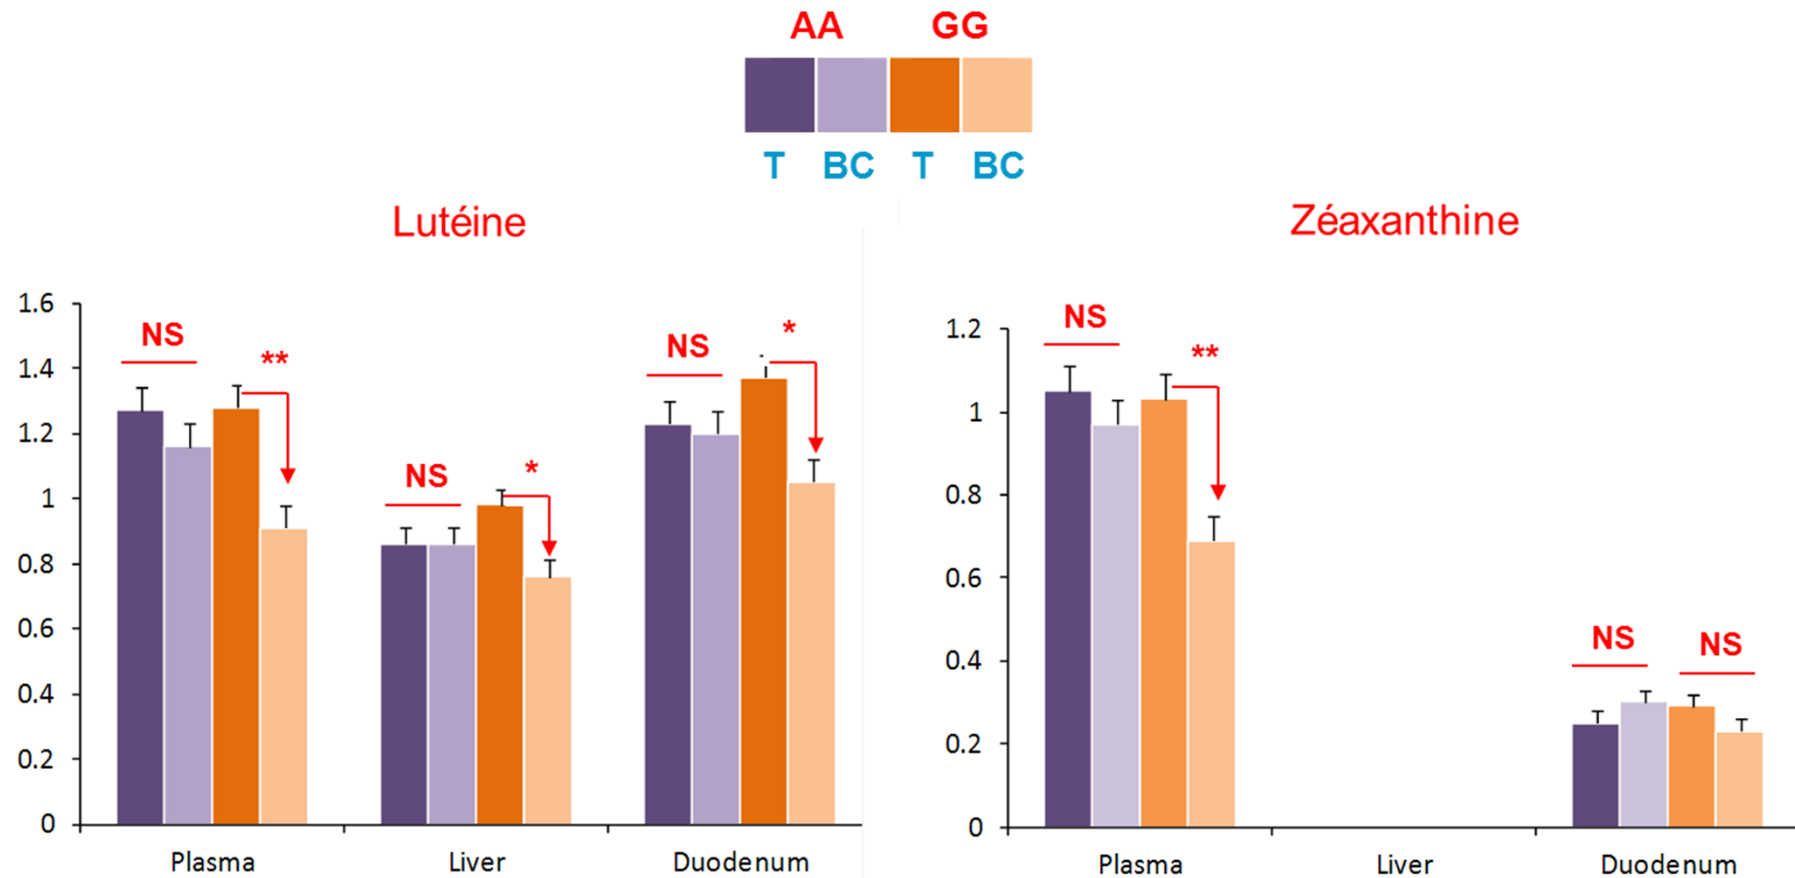 AA GG
T BC T BC
Lutéine
1.6
1.4
1.2
1
0.8
0.6
0.4
0.2
0
NS
**
NS
*
NS
*
Plasma Liver Duodenum
Zéaxanthine
1.2
1
0.8
0.6
0.4
0.2
0
NS
**
NS
NS
Plasma Liver Duodenum